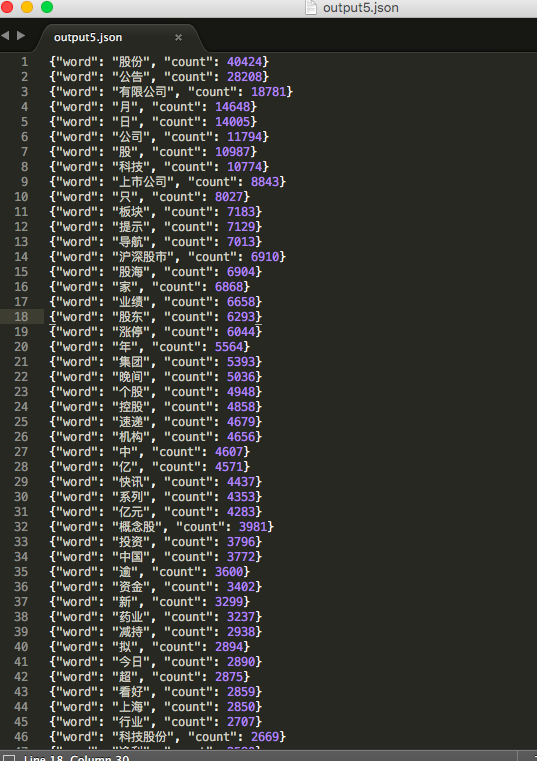 output5.json
output5.json
1 {"word": "股份", "count": 40424}
2 {"word": "公告", "count": 28208}
3 {"word": "有限公司", "count": 18781}
4 {"word": "月", "count": 14648}
5 {"word": "日", "count": 14005}
6 {"word": "公司", "count": 11794}
7 {"word": "股", "count": 10987}
8 {"word": "科技", "count": 10774}
9 {"word": "上市公司", "count": 8843}
10 {"word": "只", "count": 8027}
11 {"word": "板块", "count": 7183}
12 {"word": "提示", "count": 7129}
13 {"word": "导航", "count": 7013}
14 {"word": "沪深股市", "count": 6910}
15 {"word": "股海", "count": 6904}
16 {"word": "家", "count": 6868}
17 {"word": "业绩", "count": 6658}
18 {"word": "股东", "count": 6293}
19 {"word": "涨停", "count": 6044}
20 {"word": "年", "count": 5564}
21 {"word": "集团", "count": 5393}
22 {"word": "晚间", "count": 5036}
23 {"word": "个股", "count": 4948}
24 {"word": "控股", "count": 4858}
25 {"word": "速递", "count": 4679}
26 {"word": "机构", "count": 4656}
27 {"word": "中", "count": 4607}
28 {"word": "亿", "count": 4571}
29 {"word": "快讯", "count": 4437}
30 {"word": "系列", "count": 4353}
31 {"word": "亿元", "count": 4283}
32 {"word": "概念股", "count": 3981}
33 {"word": "投资", "count": 3796}
34 {"word": "中国", "count": 3772}
35 {"word": "逾", "count": 3600}
36 {"word": "资金", "count": 3402}
37 {"word": "新", "count": 3299}
38 {"word": "药业", "count": 3237}
39 {"word": "减持", "count": 2938}
40 {"word": "拟", "count": 2894}
41 {"word": "今日", "count": 2890}
42 {"word": "超", "count": 2875}
43 {"word": "看好", "count": 2859}
44 {"word": "上海", "count": 2850}
45 {"word": "行业", "count": 2707}
46 {"word": "科技股份", "count": 2669}
Line 18, Column 30